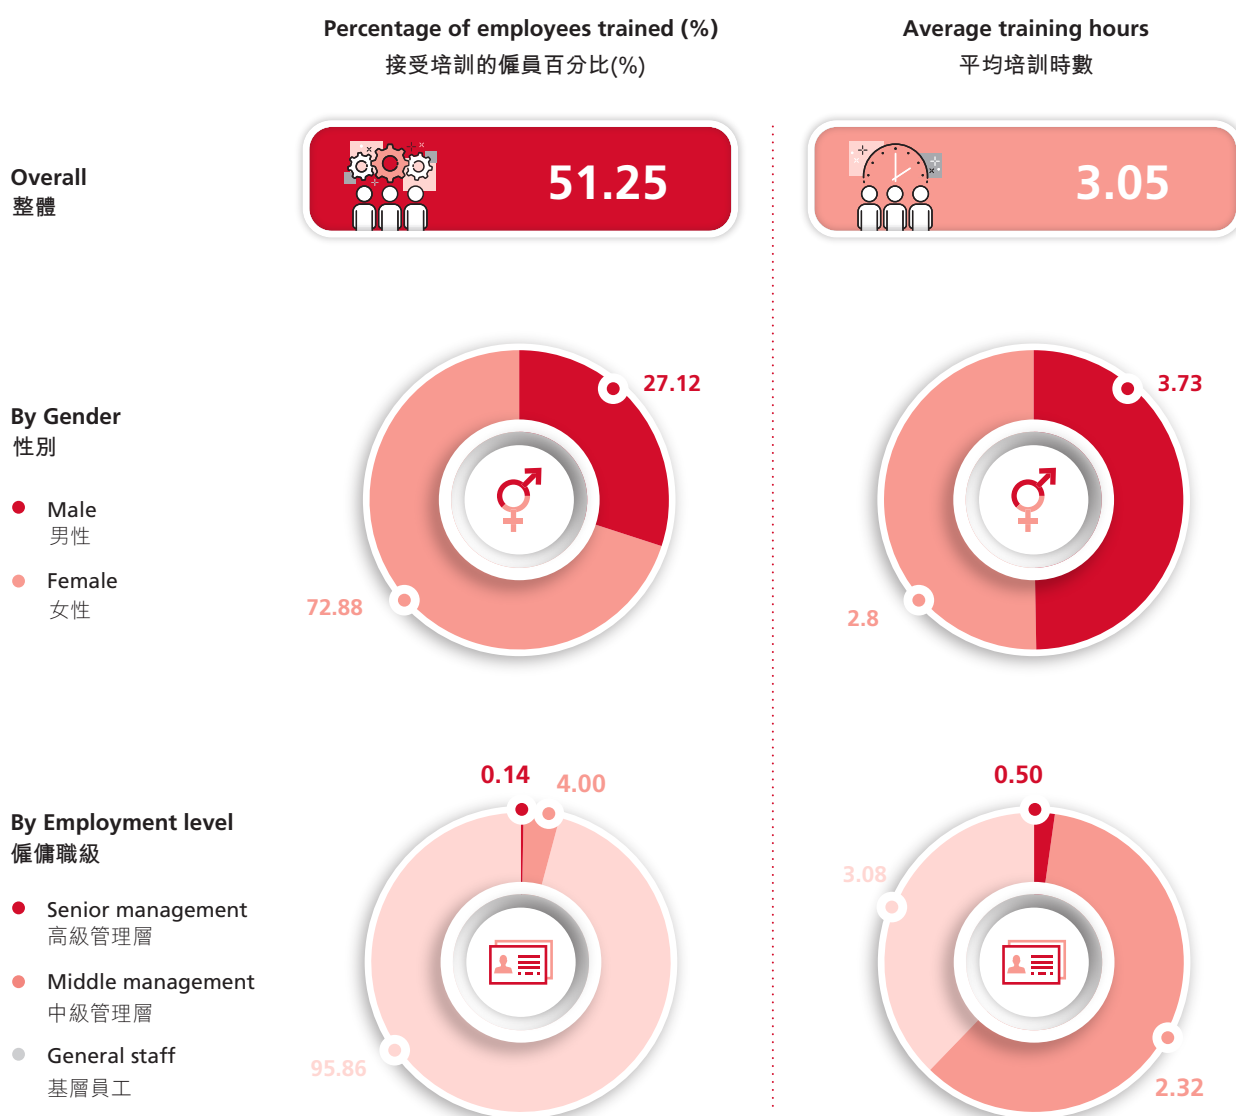 Percentage of employees trained (%)
接受培訓的僱員百分比(%)
Average training hours
平均培訓時數
Overall
整體
51.25
3.05
By Gender
性別
Male
男性
Female
女性
27.12
72.88
3.73
2.8
By Employment level
僱傭職級
Senior management
高級管理層
Middle management
中級管理層
General staff
基層員工
0.14
4.00
95.86
0.50
3.08
2.32